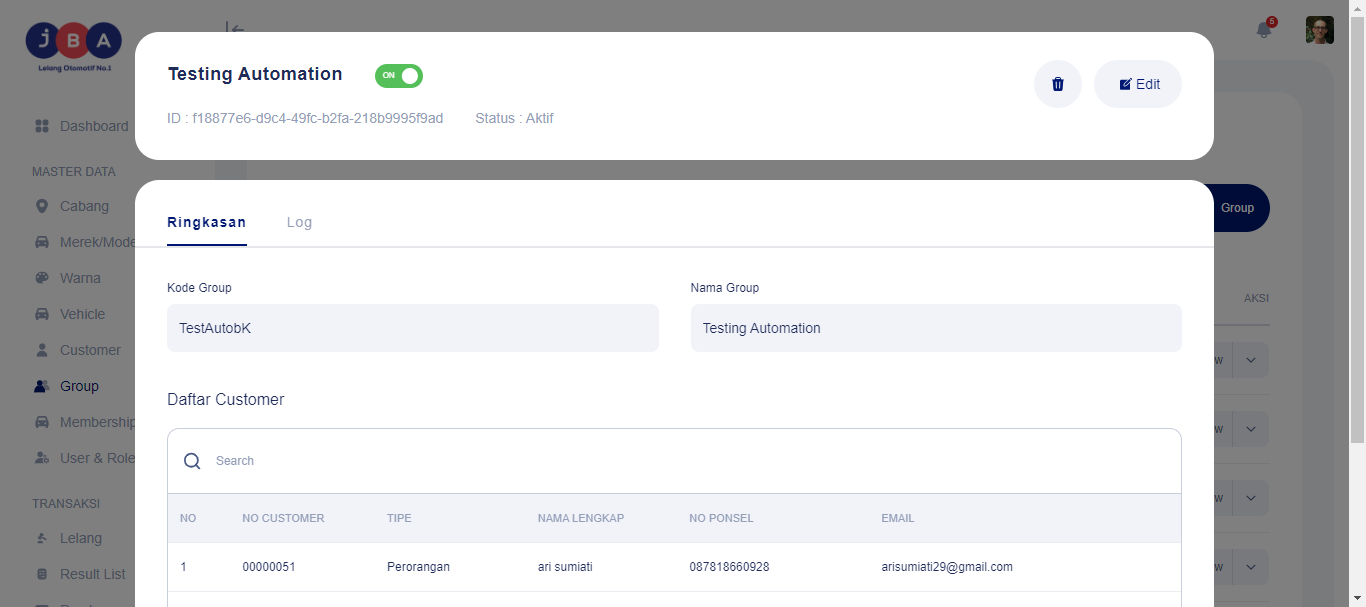 JBA
Lelang Otomotif No.1
5
Testing Automation
ON
Edit
ID : f18877e6-d9c4-49fc-b2fa-218b9995f9ad
Status : Aktif
Dashboard
MASTER DATA
Cabang
Merek/Mode
Warna
Vehicle
Customer
Group
Membership
User & Role
TRANSAKSI
Lelang
Result List
Ringkasan
Log
Group
Kode Group
Nama Group
TestAutobK
Testing Automation
AKSI
w
w
w
w
Daftar Customer
Search
NO NO CUSTOMER TIPE NAMA LENGKAP NO PONSEL EMAIL
1 00000051 Perorangan ari sumiati 087818660928 arisumiati29@gmail.com